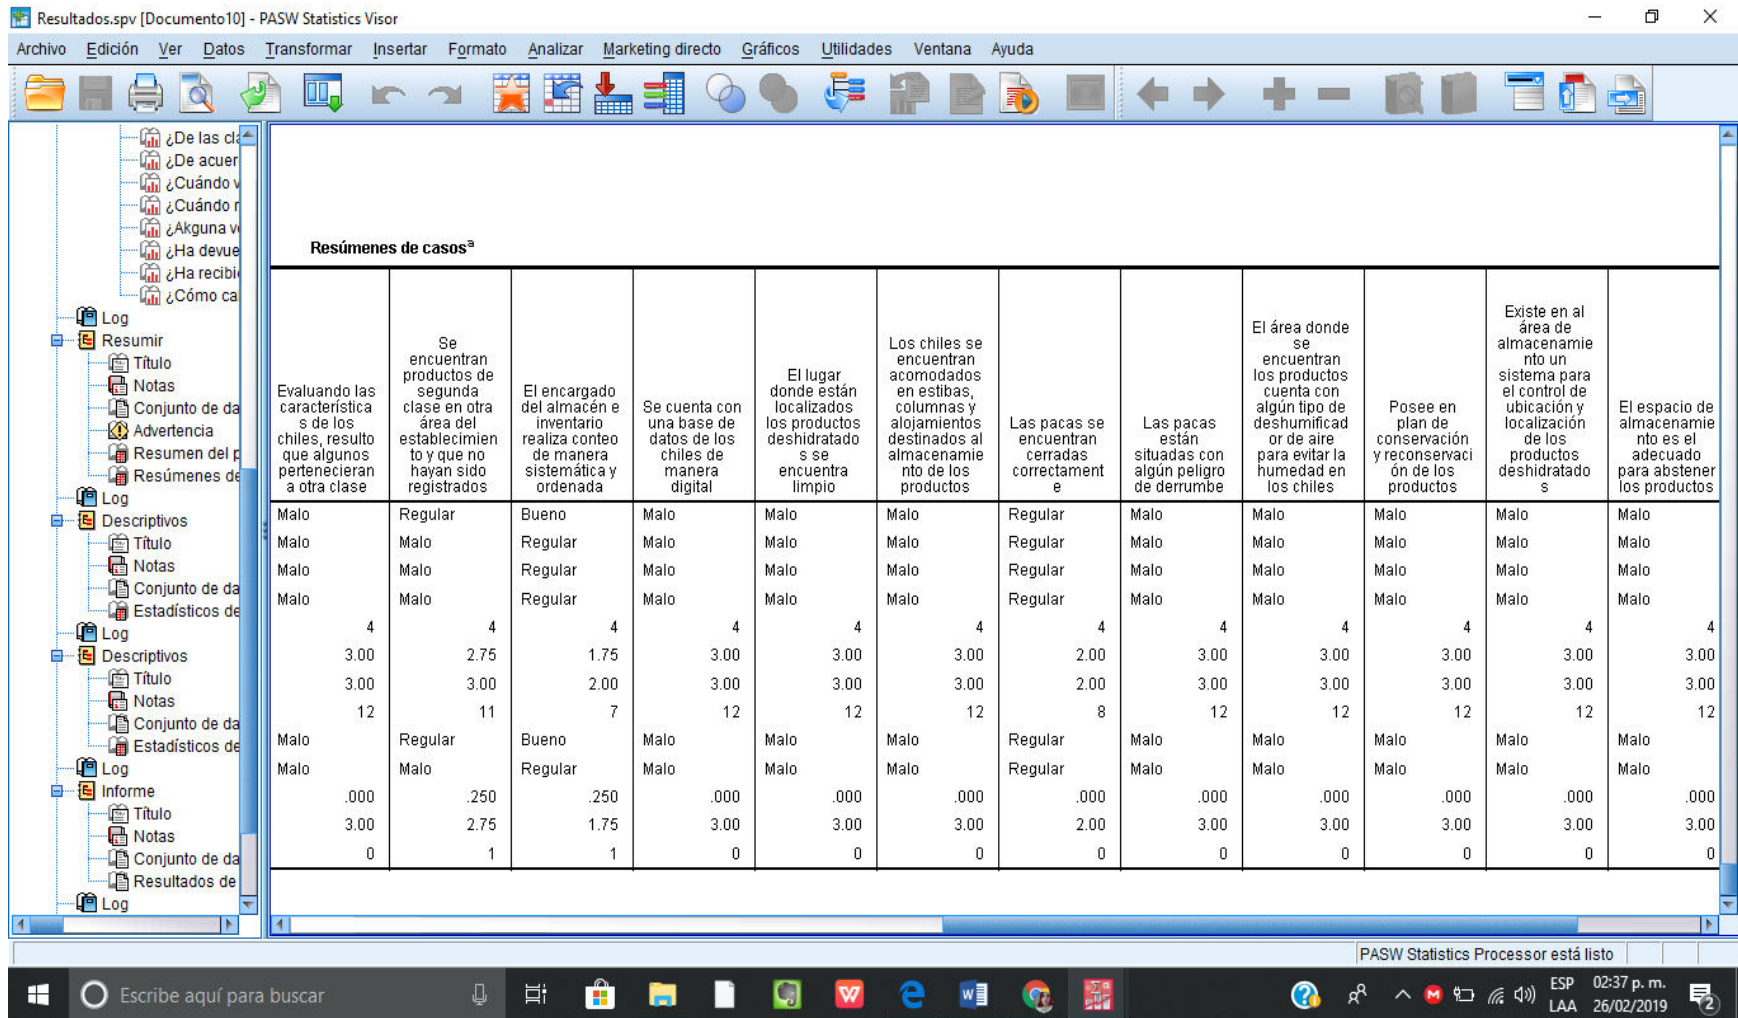 Resultados.spv [Documento10] - PASW Statistics Visor
Archivo Edición Ver Datos Transformar Insertar Formato Analizar Marketing directo Gráficos Utilidades Ventana Ayuda
¿De las cla
¿De acuer
¿Cuándo v
¿Cuándo r
¿Akguna v
¿Ha devue
¿Ha recibi
¿Cómo cal
Log
Resumir
Título
Notas
Conjunto de da
Advertencia
Resumen del p
Resúmenes de
Log
Descriptivos
Título
Notas
Conjunto de da
Estadísticos de
Log
Descriptivos
Título
Notas
Conjunto de da
Estadísticos de
Log
Informe
Título
Notas
Conjunto de da
Resultados de
Log
Resúmenes de casosª
Evaluando las
característica
s de los
chiles, resulto
que algunos
pertenecieran
a otra clase
Se
encuentran
productos de
segunda
clase en otra
área del
establecimien
to y que no
hayan sido
registrados
El encargado
del almacén e
inventario
realiza conteo
de manera
sistemática y
ordenada
Se cuenta con
una base de
datos de los
chiles de
manera
digital
El lugar
donde están
localizados
los productos
deshidratado
s se
encuentra
limpio
Los chiles se
encuentran
acomodados
en estibas,
columnas y
alojamientos
destinados al
almacenamie
nto de los
productos
Las pacas se
encuentran
cerradas
correctament
e
Las pacas
están
situadas con
algún peligro
de derrumbe
El área donde
se
encuentran
los productos
cuenta con
algún tipo de
deshumificad
or de aire
para evitar la
humedad en
los chiles
Posee en
plan de
conservación
y reconservaci
ón de los
productos
Existe en al
área de
almacenamie
nto un
sistema para
el control de
ubicación y
localización
de los
productos
deshidratado
s
El espacio de
almacenamie
nto es el
adecuado
para abstener
los productos
Malo Regular Bueno Malo Malo Malo Regular Malo Malo Malo Malo Malo
Malo Malo Regular Malo Malo Malo Regular Malo Malo Malo Malo Malo
Malo Malo Regular Malo Malo Malo Regular Malo Malo Malo Malo Malo
Malo Malo Regular Malo Malo Malo Regular Malo Malo Malo Malo Malo
4 4 4 4 4 4 4 4 4 4 4 4
3.00 2.75 1.75 3.00 3.00 3.00 2.00 3.00 3.00 3.00 3.00 3.00
3.00 3.00 2.00 3.00 3.00 3.00 2.00 3.00 3.00 3.00 3.00 3.00
12 11 7 12 12 12 8 12 12 12 12 12
Malo Regular Bueno Malo Malo Malo Regular Malo Malo Malo Malo Malo
Malo Malo Regular Malo Malo Malo Regular Malo Malo Malo Malo Malo
.000 .250 .250 .000 .000 .000 .000 .000 .000 .000 .000 .000
3.00 2.75 1.75 3.00 3.00 3.00 2.00 3.00 3.00 3.00 3.00 3.00
0 1 1 0 0 0 0 0 0 0 0 0
PASW Statistics Processor está listo
Escribe aquí para buscar
ESP
LAA
02:37 p. m.
26/02/2019
2